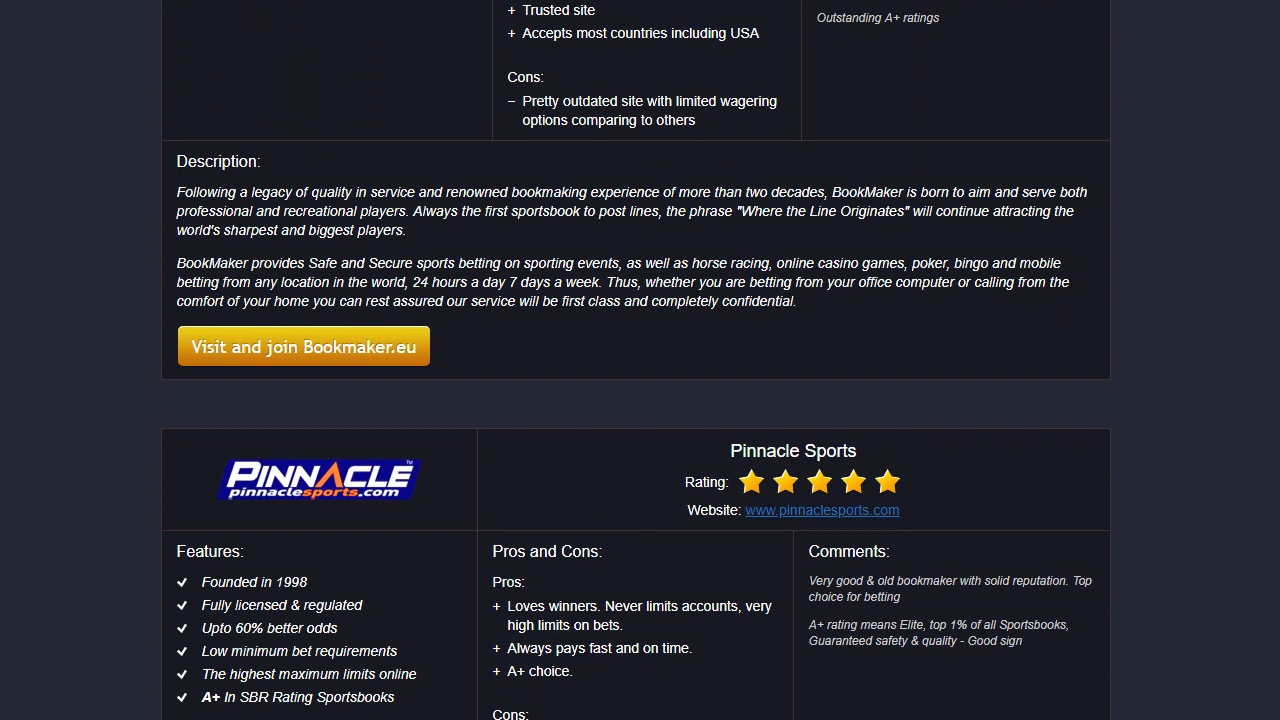 + Trusted site
+ Accepts most countries including USA
Cons:
– Pretty outdated site with limited wagering
options comparing to others
Outstanding A+ ratings
Description:
Following a legacy of quality in service and renowned bookmaking experience of more than two decades, BookMaker is born to aim and serve both
professional and recreational players. Always the first sportsbook to post lines, the phrase "Where the Line Originates" will continue attracting the
world's sharpest and biggest players.
BookMaker provides Safe and Secure sports betting on sporting events, as well as horse racing, online casino games, poker, bingo and mobile
betting from any location in the world, 24 hours a day 7 days a week. Thus, whether you are betting from your office computer or calling from the
comfort of your home you can rest assured our service will be first class and completely confidential.
Visit and join Bookmaker.eu
PINNACLE™
pinnaclesports.com
Pinnacle Sports
Rating:
Website: www.pinnaclesports.com
Features:
Founded in 1998
Fully licensed & regulated
Upto 60% better odds
Low minimum bet requirements
The highest maximum limits online
A+ In SBR Rating Sportsbooks
Pros and Cons:
Pros:
+ Loves winners. Never limits accounts, very
high limits on bets.
+ Always pays fast and on time.
+ A+ choice.
Cons:
Comments:
Very good & old bookmaker with solid reputation. Top
choice for betting
A+ rating means Elite, top 1% of all Sportsbooks,
Guaranteed safety & quality - Good sign